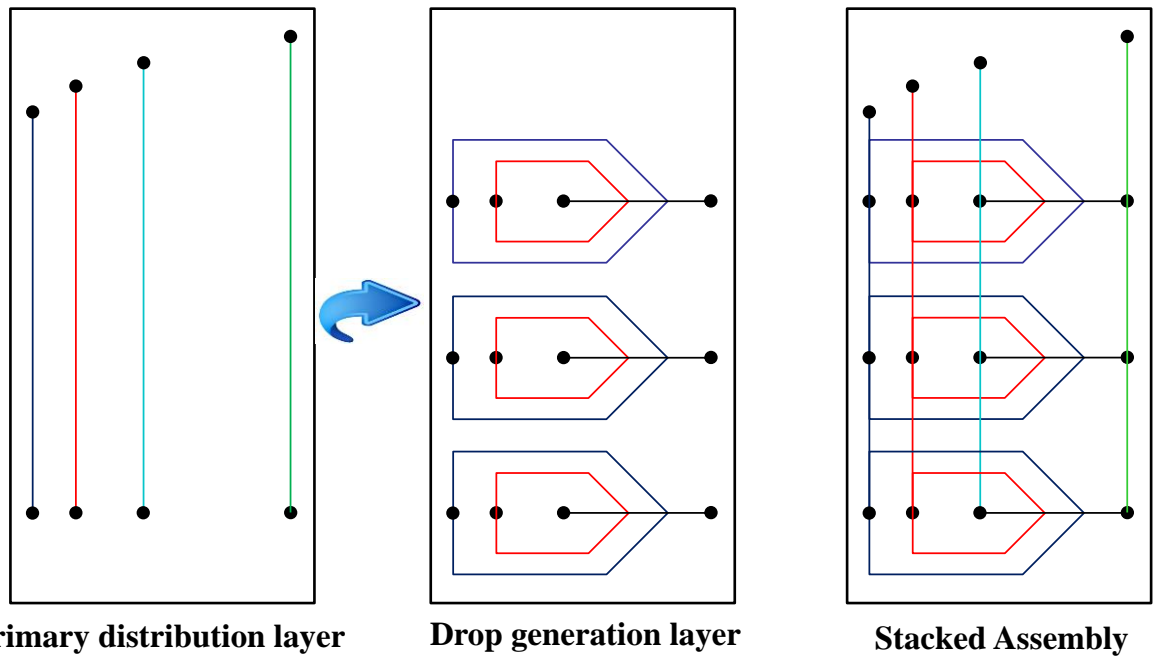 rimary distribution layer
Drop generation layer
Stacked Assembly